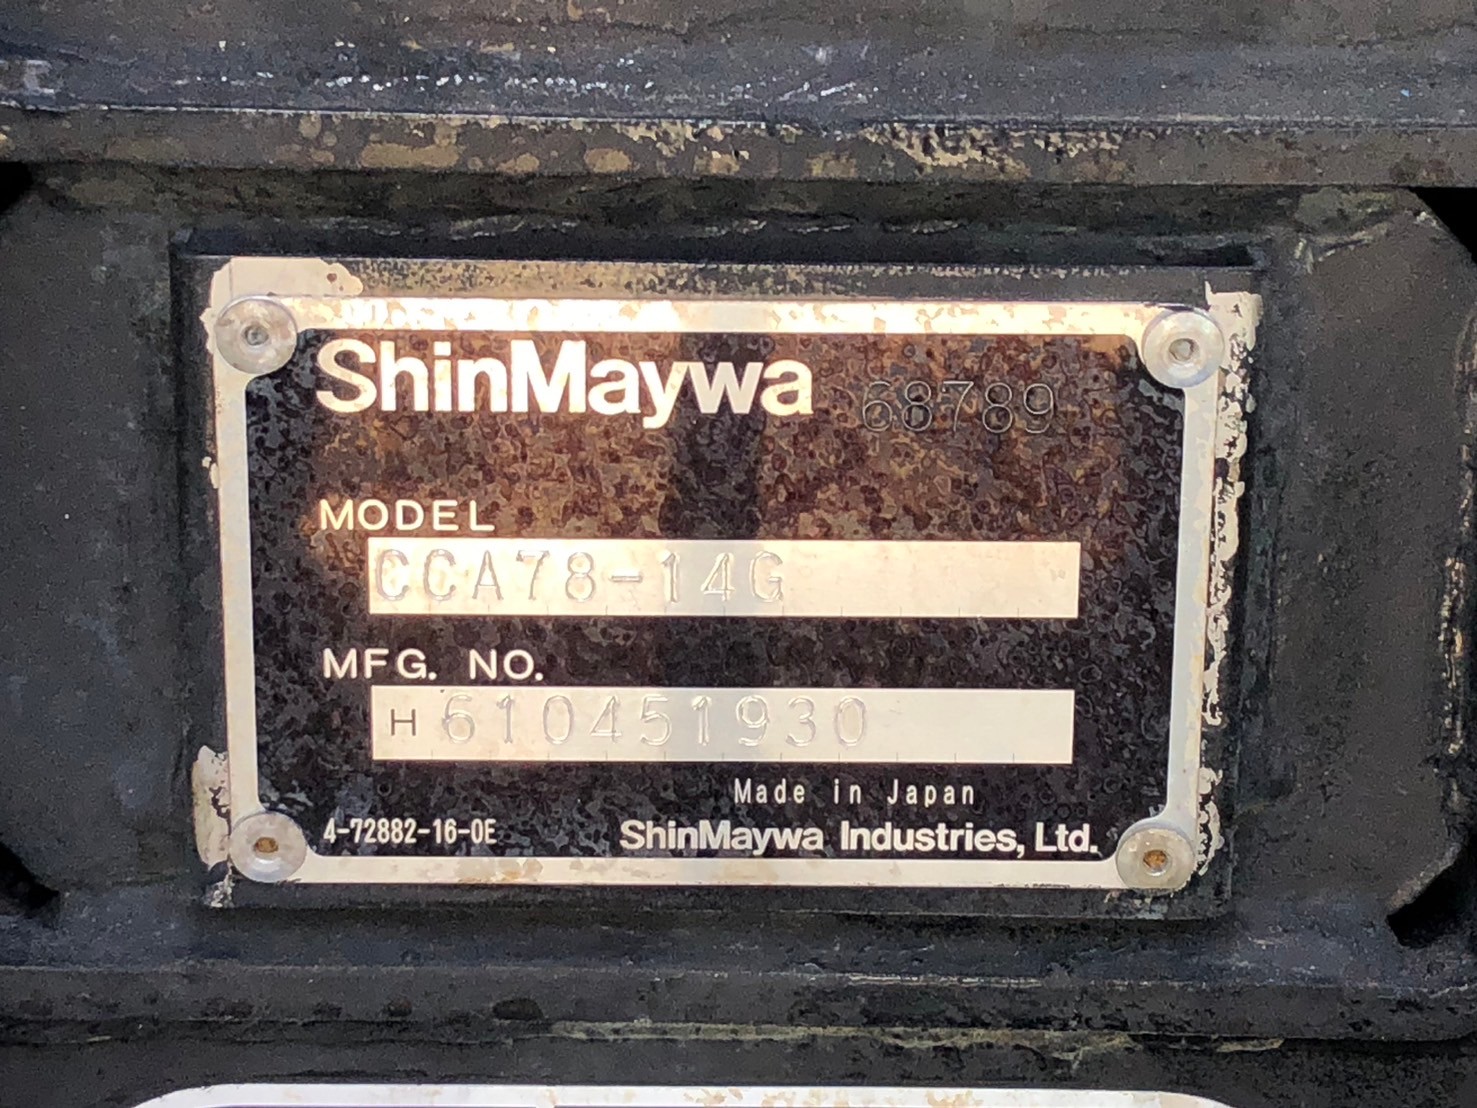 ShinMaywa 68789
MODEL
CCA78-14G
MFG. NO.
H 610451930
Made in Japan
4-72882-16-0E ShinMaywa Industries, Ltd.